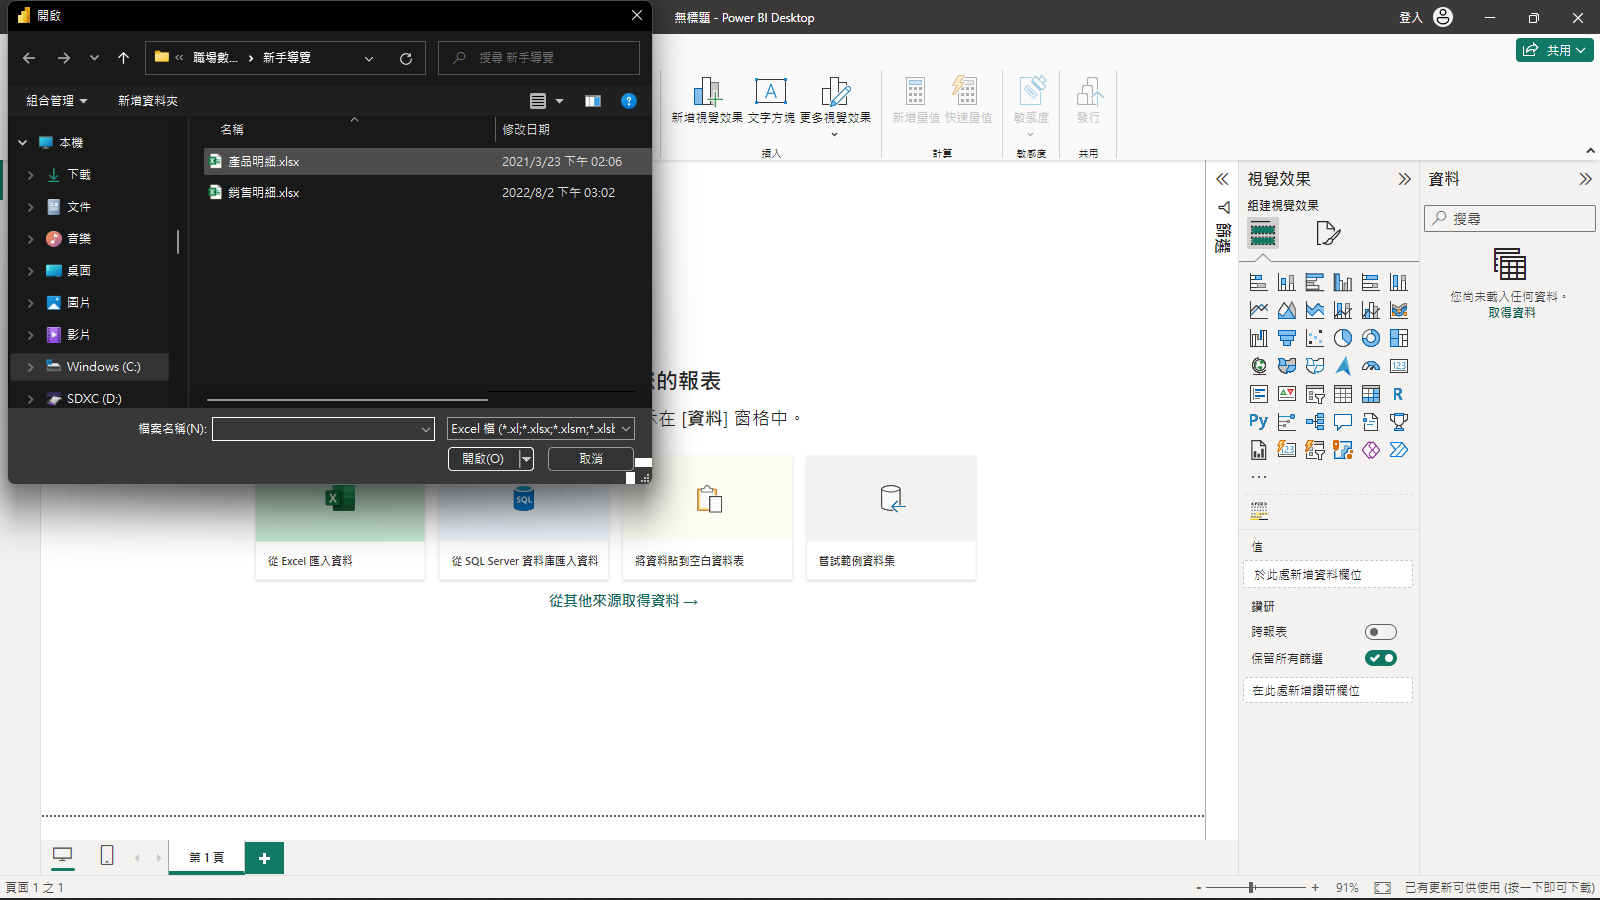 開啟
無標題 - Power BI Desktop
登入
« 職場數... › 新手導覽
搜尋 新手導覽
共用
組合管理
新增資料夾
名稱
修改日期
本機
下載
文件
音樂
桌面
圖片
影片
Windows (C:)
SDXC (D:)
產品明細.xlsx
2021/3/23 下午 02:06
銷售明細.xlsx
2022/8/2 下午 03:02
檔案名稱(N):
Excel 檔 (*.xl;*.xlsx;*.xlsm;*.xlsb
開啟(O)
取消
新增視覺效果
文字方塊
更多視覺效果
新增量值
快速量值
敏感度
發行
插入
計算
敏感度
共用
的報表
示在 [資料] 窗格中。
從 Excel 匯入資料
從 SQL Server 資料庫匯入資料
將資料貼到空白資料表
嘗試範例資料集
SQL
從其他來源取得資料 →
篩選
視覺效果
組建視覺效果
123
R
Py
123
···
值
於此處新增資料欄位
鑽研
跨報表
保留所有篩選
在此處新增鑽研欄位
資料
搜尋
您尚未載入任何資料。
取得資料
第 1 頁
頁面 1 之 1
- + 91%
已有更新可供使用 (按一下即可下載)